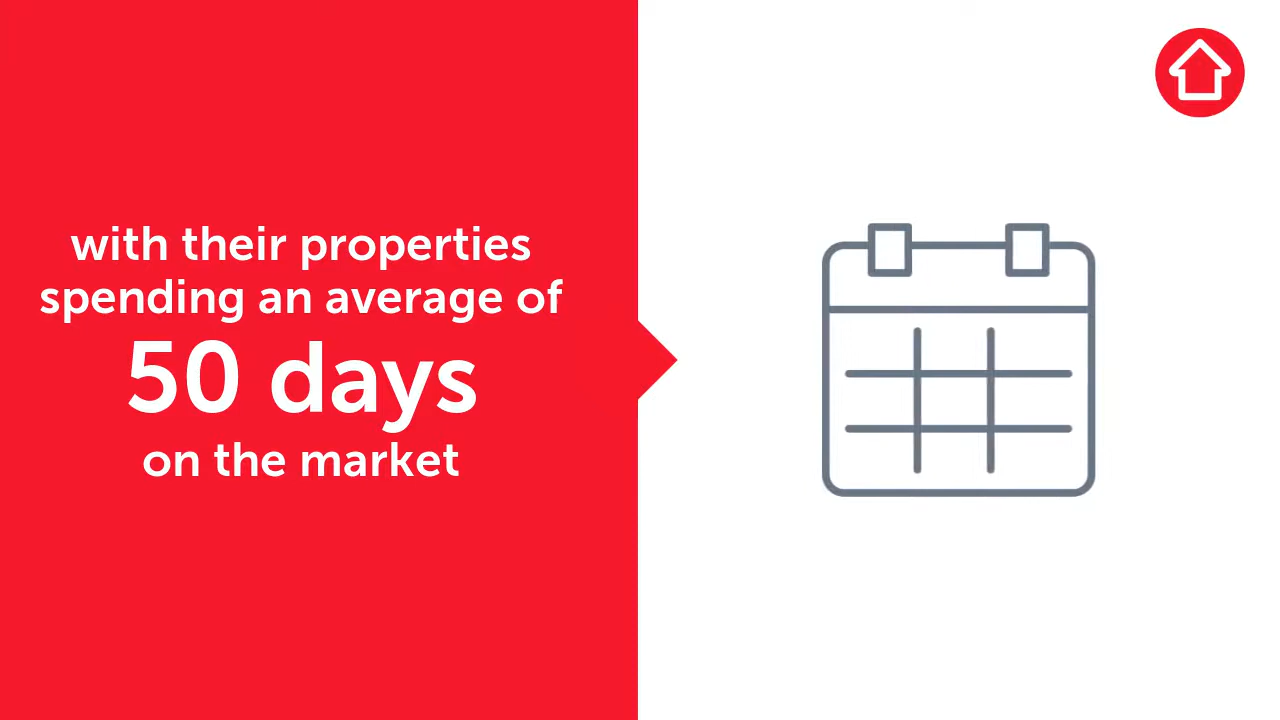 with their properties
spending an average of
50 days
on the market